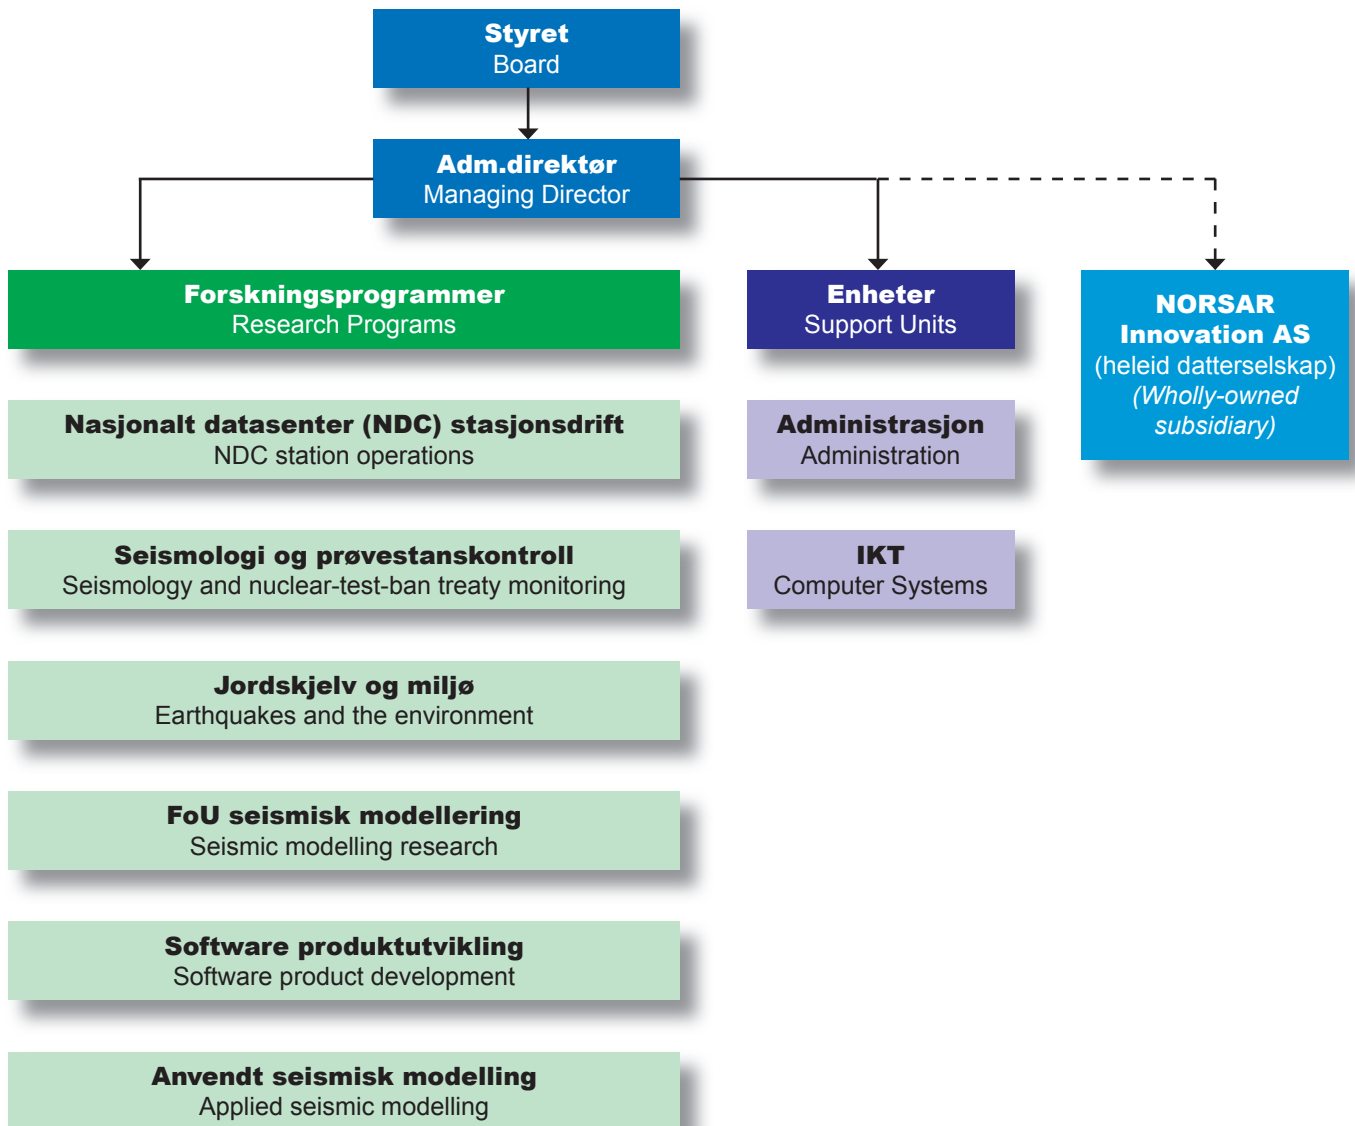 Styret
Board
Adm.direktør
Managing Director
Forskningsprogrammer
Research Programs
Nasjonalt datasenter (NDC) stasjonsdrift
NDC station operations
Seismologi og prøvestanskontroll
Seismology and nuclear-test-ban treaty monitoring
Jordskjelv og miljø
Earthquakes and the environment
FoU seismisk modellering
Seismic modelling research
Software produktutvikling
Software product development
Anvendt seismisk modelling
Applied seismic modelling
Enheter
Support Units
Administrasjon
Administration
IKT
Computer Systems
NORSAR
Innovation AS
(heleid datterselskap)
(Wholly-owned
subsidiary)